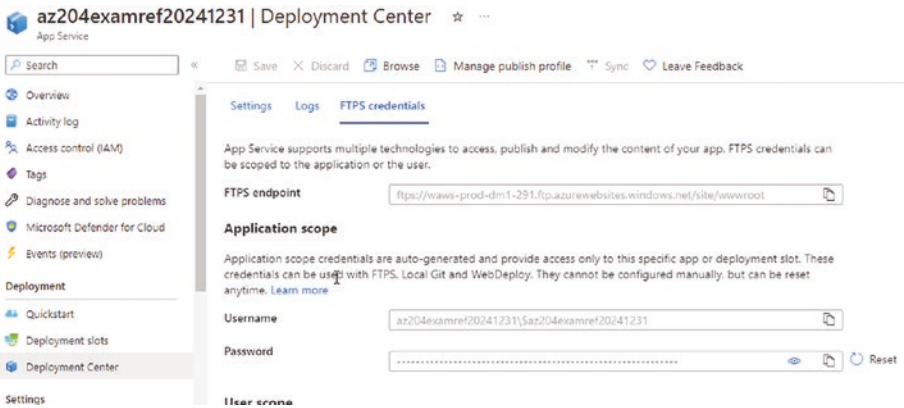 az204examref20241231 | Deployment Center
App Service
Search
Save Discard Browse Manage publish profile Sync Leave Feedback
Overview
Activity log
Access control (IAM)
Tags
Diagnose and solve problems
Microsoft Defender for Cloud
Events (preview)
Deployment
Quickstart
Deployment slots
Deployment Center
Settings
Settings Logs FTPS credentials
App Service supports multiple technologies to access, publish and modify the content of your app. FTPS credentials can
be scoped to the application or the user.
FTPS endpoint ftps://waws-prod-dm1-291.ftp.azurewebsites.windows.net/site/wwwroot
Application scope
Application scope credentials are auto-generated and provide access only to this specific app or deployment slot. These
credentials can be used with FTPS, Local Git and WebDeploy. They cannot be configured manually, but can be reset
anytime. Learn more
Username az204examref20241231\$az204examref20241231
Password Reset
User scope